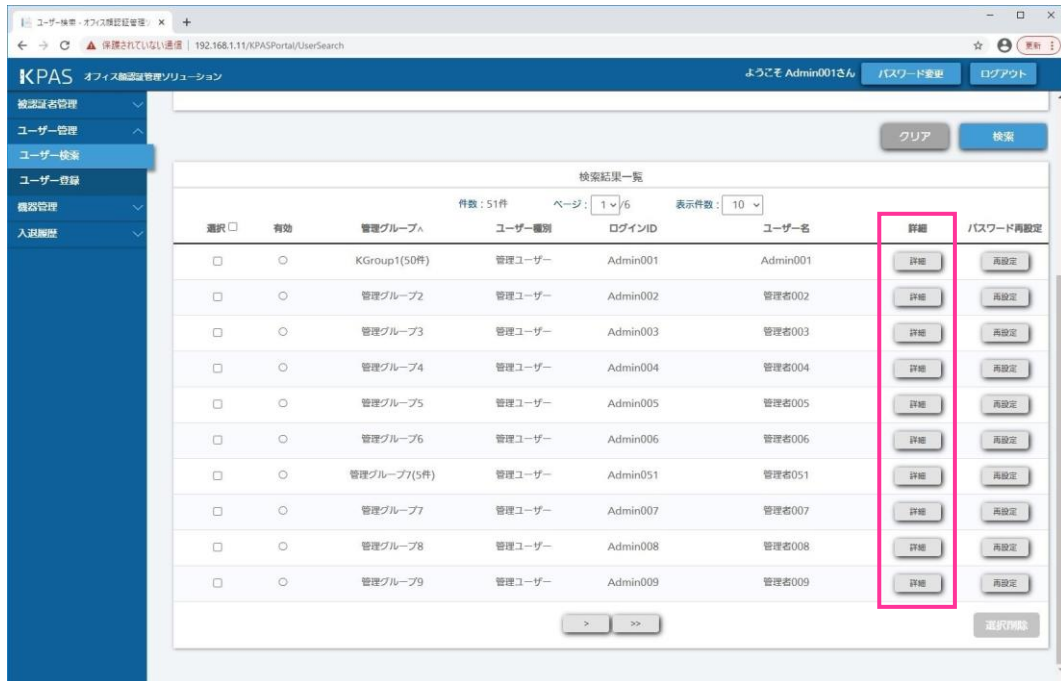 ユーザー検索 - オフィス顔認証管理
保護されていない通信 | 192.168.1.11/KPASPortal/UserSearch
更新
KPAS オフィス顔認証管理ソリューション
ようこそ Admin001さん
パスワード変更
ログアウト
被認証者管理
ユーザー管理
ユーザー検索
ユーザー登録
機器管理
入退履歴
クリア
検索
検索結果一覧
件数 : 51件 ページ : 1 /6 表示件数 : 10
選択 有効 管理グループ∧ ユーザー種別 ログインID ユーザー名 詳細 パスワード再設定
○ KGroup1(50件) 管理ユーザー Admin001 Admin001 詳細 再設定
○ 管理グループ2 管理ユーザー Admin002 管理者002 詳細 再設定
○ 管理グループ3 管理ユーザー Admin003 管理者003 詳細 再設定
○ 管理グループ4 管理ユーザー Admin004 管理者004 詳細 再設定
○ 管理グループ5 管理ユーザー Admin005 管理者005 詳細 再設定
○ 管理グループ6 管理ユーザー Admin006 管理者006 詳細 再設定
○ 管理グループ7(5件) 管理ユーザー Admin051 管理者051 詳細 再設定
○ 管理グループ7 管理ユーザー Admin007 管理者007 詳細 再設定
○ 管理グループ8 管理ユーザー Admin008 管理者008 詳細 再設定
○ 管理グループ9 管理ユーザー Admin009 管理者009 詳細 再設定
> >>
選択削除